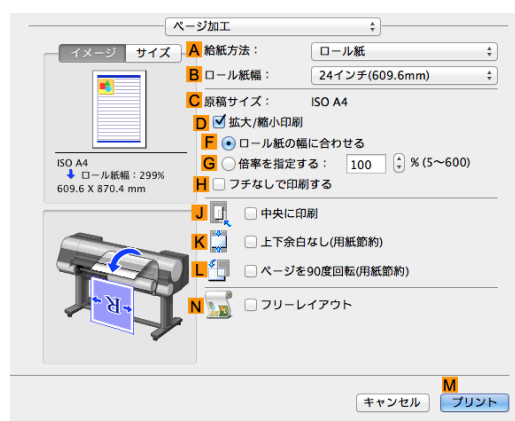 ページ加工
イメージ サイズ
ISO A4
ロール紙幅：299%
609.6 X 870.4 mm
R
A 給紙方法： ロール紙
B ロール紙幅： 24インチ(609.6mm)
C 原稿サイズ： ISO A4
D 拡大/縮小印刷
F ロール紙の幅に合わせる
G 倍率を指定する： 100 % (5〜600)
H フチなしで印刷する
J 中央に印刷
K 上下余白なし(用紙節約)
L ページを90度回転(用紙節約)
N フリーレイアウト
M
キャンセル プリント